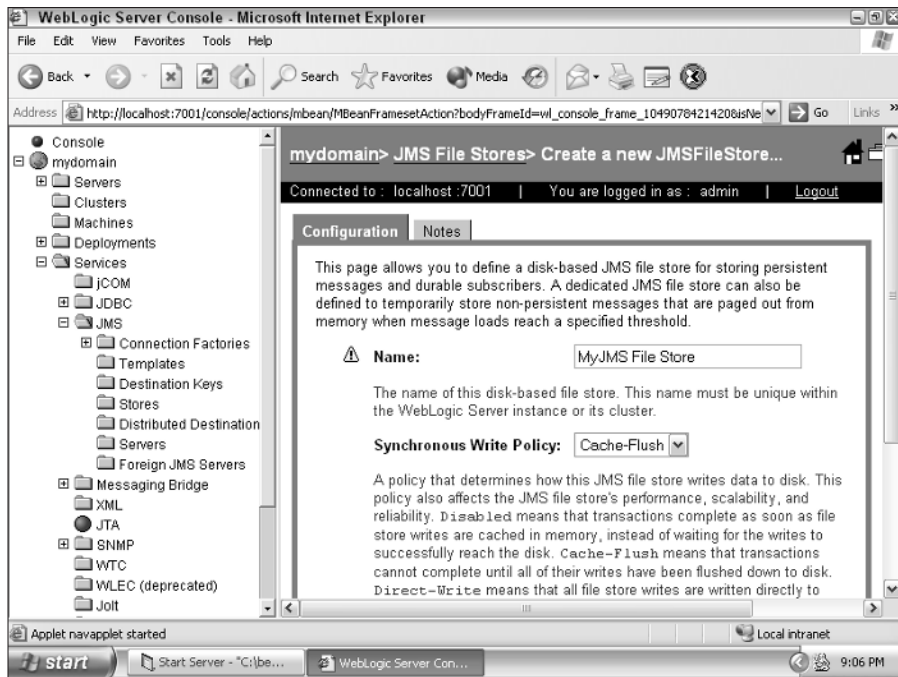 WebLogic Server Console - Microsoft Internet Explorer
File Edit View Favorites Tools Help
Back Search Favorites Media
Address http://localhost:7001/console/actions/mbean/MBeanFramesetAction?bodyFrameId=wl_console_frame_1049078421420&isNe Go Links »
Console
mydomain
Servers
Clusters
Machines
Deployments
Services
jCOM
JDBC
JMS
Connection Factories
Templates
Destination Keys
Stores
Distributed Destination
Servers
Foreign JMS Servers
Messaging Bridge
XML
JTA
SNMP
WTC
WLEC (deprecated)
Jolt
mydomain> JMS File Stores> Create a new JMSFileStore...
Connected to : localhost :7001 | You are logged in as : admin | Logout
Configuration Notes
This page allows you to define a disk-based JMS file store for storing persistent
messages and durable subscribers. A dedicated JMS file store can also be
defined to temporarily store non-persistent messages that are paged out from
memory when message loads reach a specified threshold.
Name: MyJMS File Store
The name of this disk-based file store. This name must be unique within
the WebLogic Server instance or its cluster.
Synchronous Write Policy: Cache-Flush
A policy that determines how this JMS file store writes data to disk. This
policy also affects the JMS file store's performance, scalability, and
reliability. Disabled means that transactions complete as soon as file
store writes are cached in memory, instead of waiting for the writes to
successfully reach the disk. Cache-Flush means that transactions
cannot complete until all of their writes have been flushed down to disk.
Direct-Write means that all file store writes are written directly to
Applet navapplet started Local intranet
start Start Server - "C:\be... WebLogic Server Con... 9:06 PM